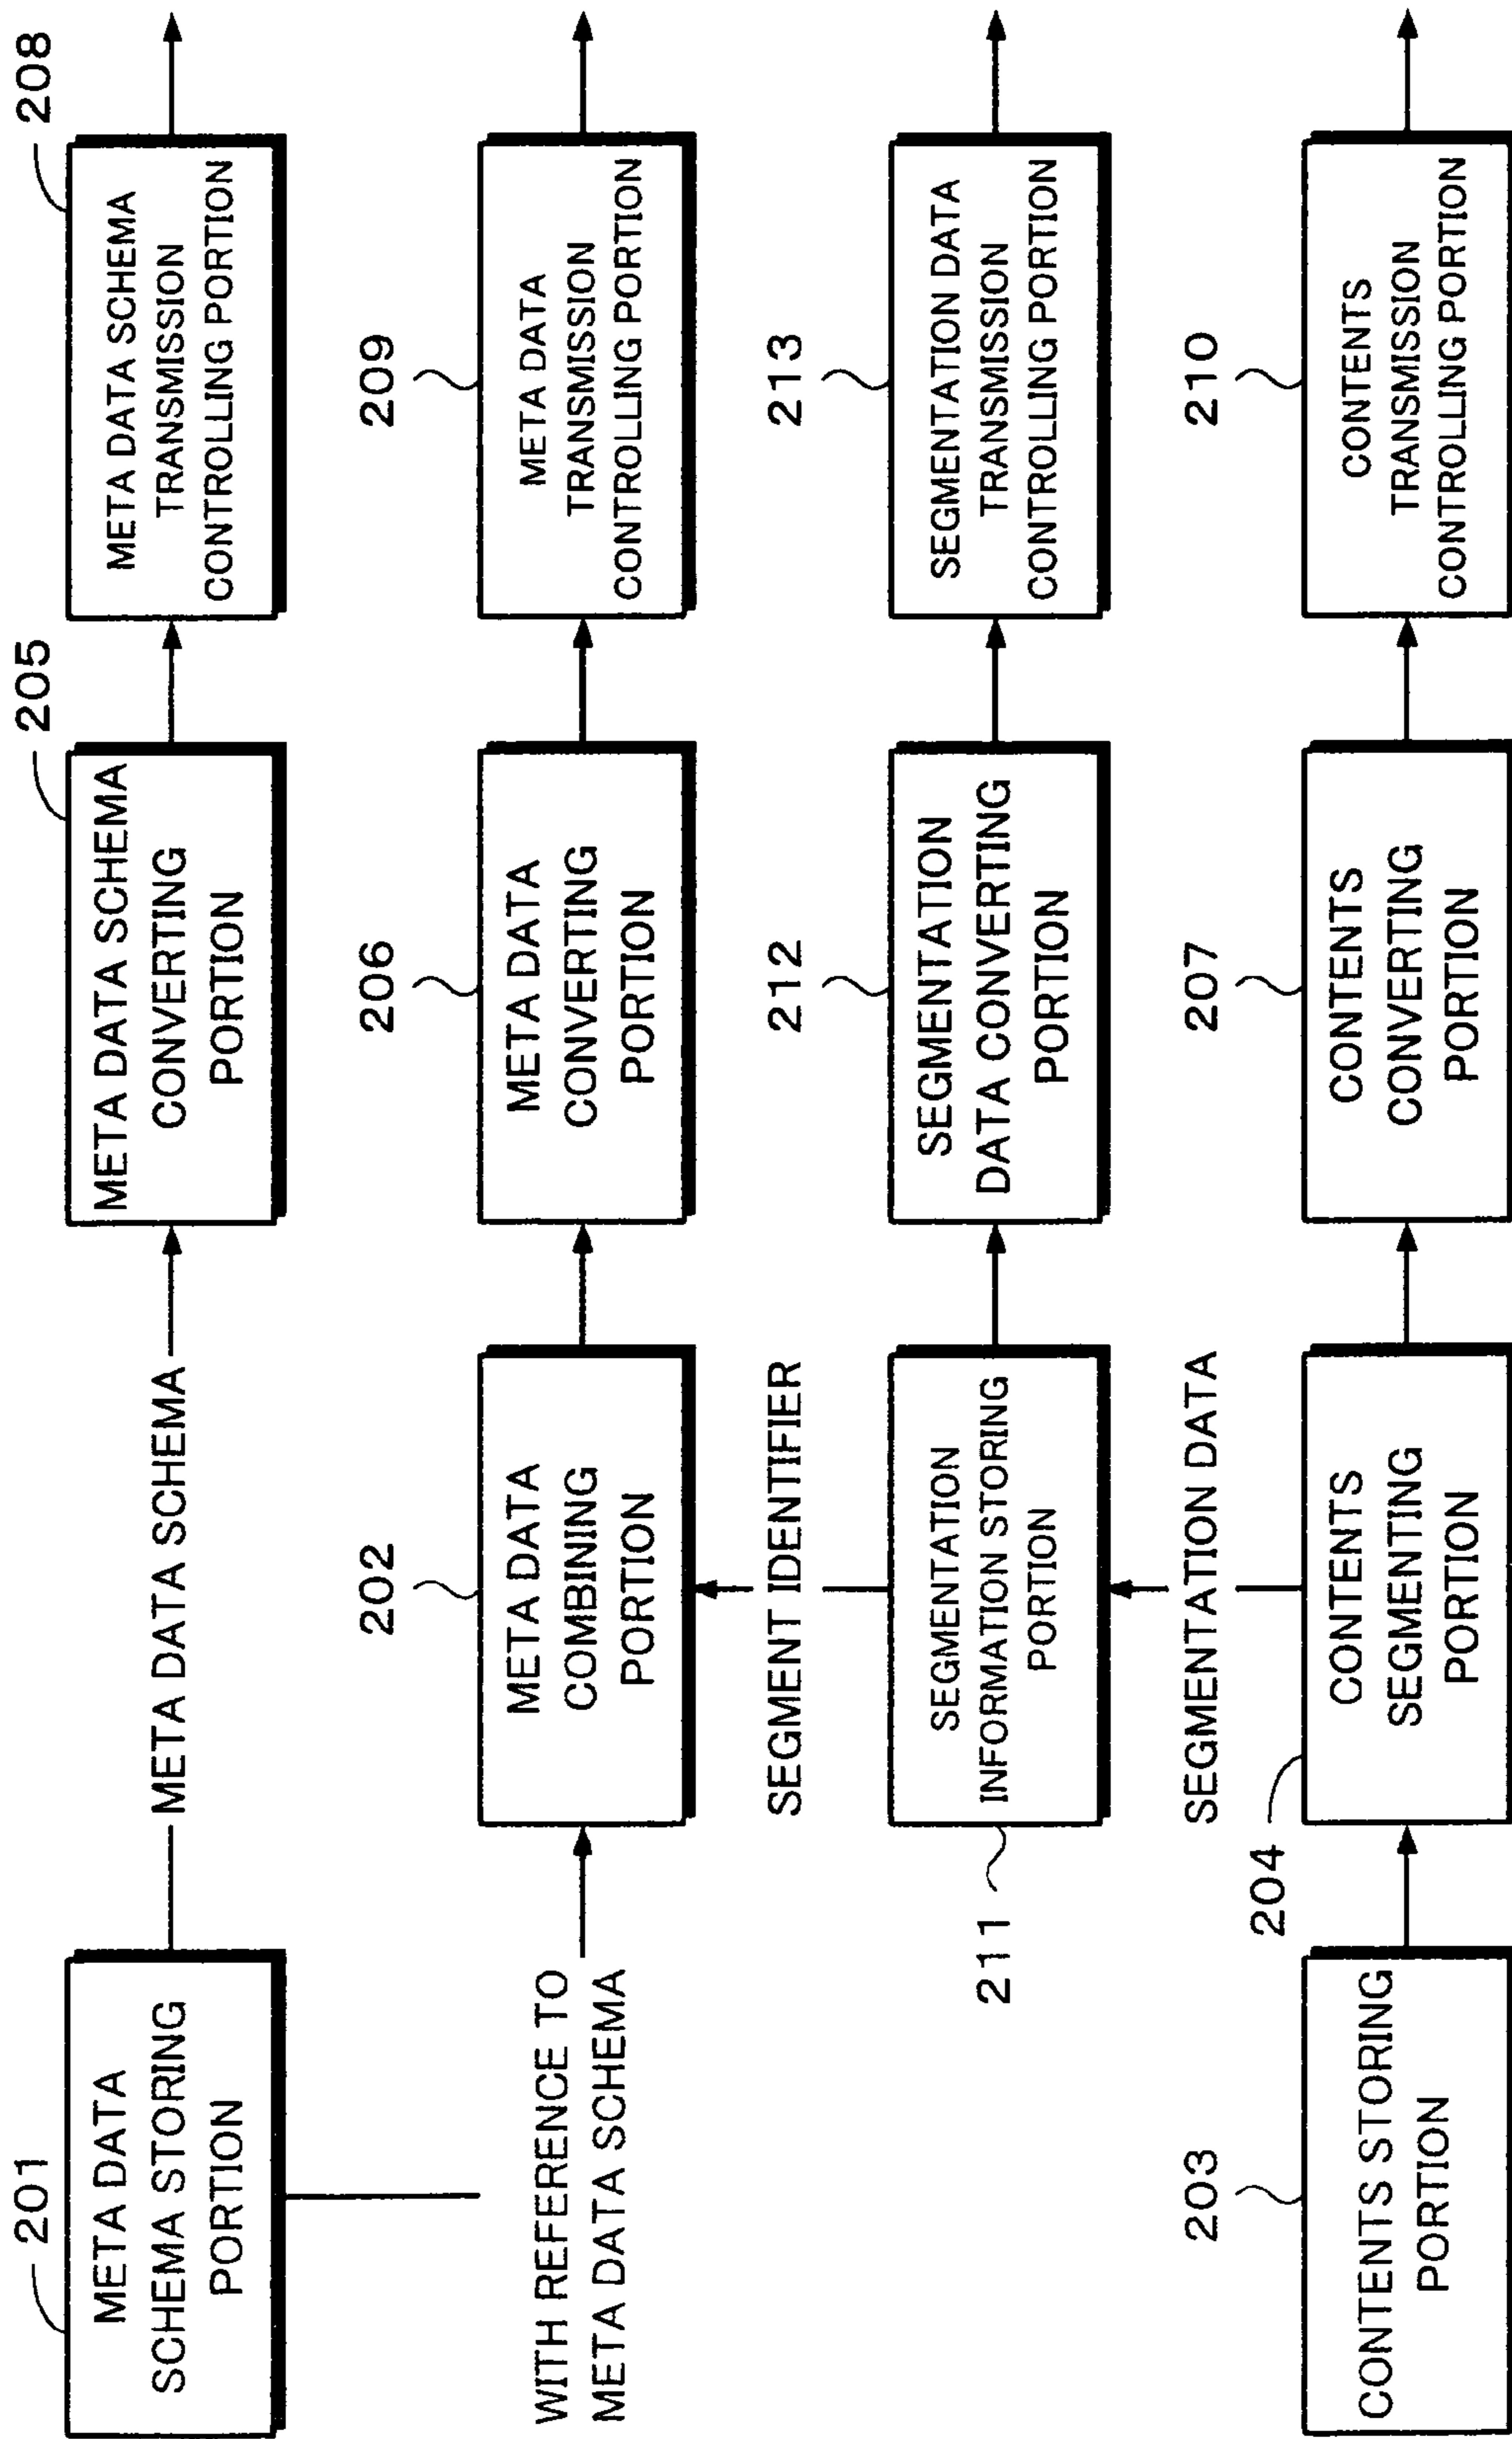 201
META DATA
SCHEMA STORING
PORTION
META DATA SCHEMA
205
META DATA SCHEMA
CONVERTING
PORTION
208
META DATA SCHEMA
TRANSMISSION
CONTROLLING PORTION
WITH REFERENCE TO
META DATA SCHEMA
202
META DATA
COMBINING
PORTION
206
META DATA
CONVERTING
PORTION
209
META DATA
TRANSMISSION
CONTROLLING PORTION
SEGMENT IDENTIFIER
211
SEGMENTATION
INFORMATION STORING
PORTION
212
SEGMENTATION
DATA CONVERTING
PORTION
213
SEGMENTATION DATA
TRANSMISSION
CONTROLLING PORTION
SEGMENTATION DATA
203
CONTENTS STORING
PORTION
204
CONTENTS
SEGMENTING
PORTION
207
CONTENTS
CONVERTING
PORTION
210
CONTENTS
TRANSMISSION
CONTROLLING PORTION